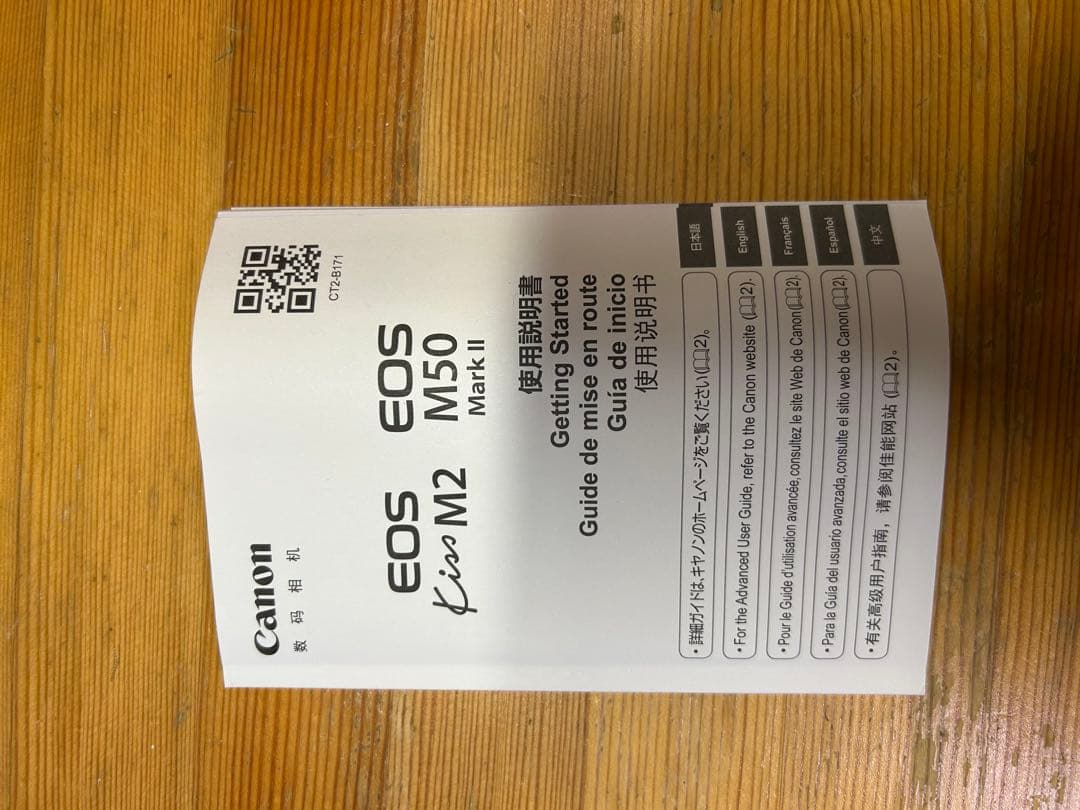 Canon
数码相机
CT2-B171
EOS Kiss M2
EOS M50 Mark II
使用説明書
Getting Started
Guide de mise en route
Guía de inicio
使用说明书
• 詳細ガイドは、キヤノンのホームページをご覧ください(2)。
日本語
• For the Advanced User Guide, refer to the Canon website (2).
English
• Pour le Guide d'utilisation avancée, consultez le site Web de Canon(2).
Français
• Para la Guía del usuario avanzada, consulte el sitio web de Canon(2).
Español
• 有关高级用户指南，请参阅佳能网站 (2)。
中文